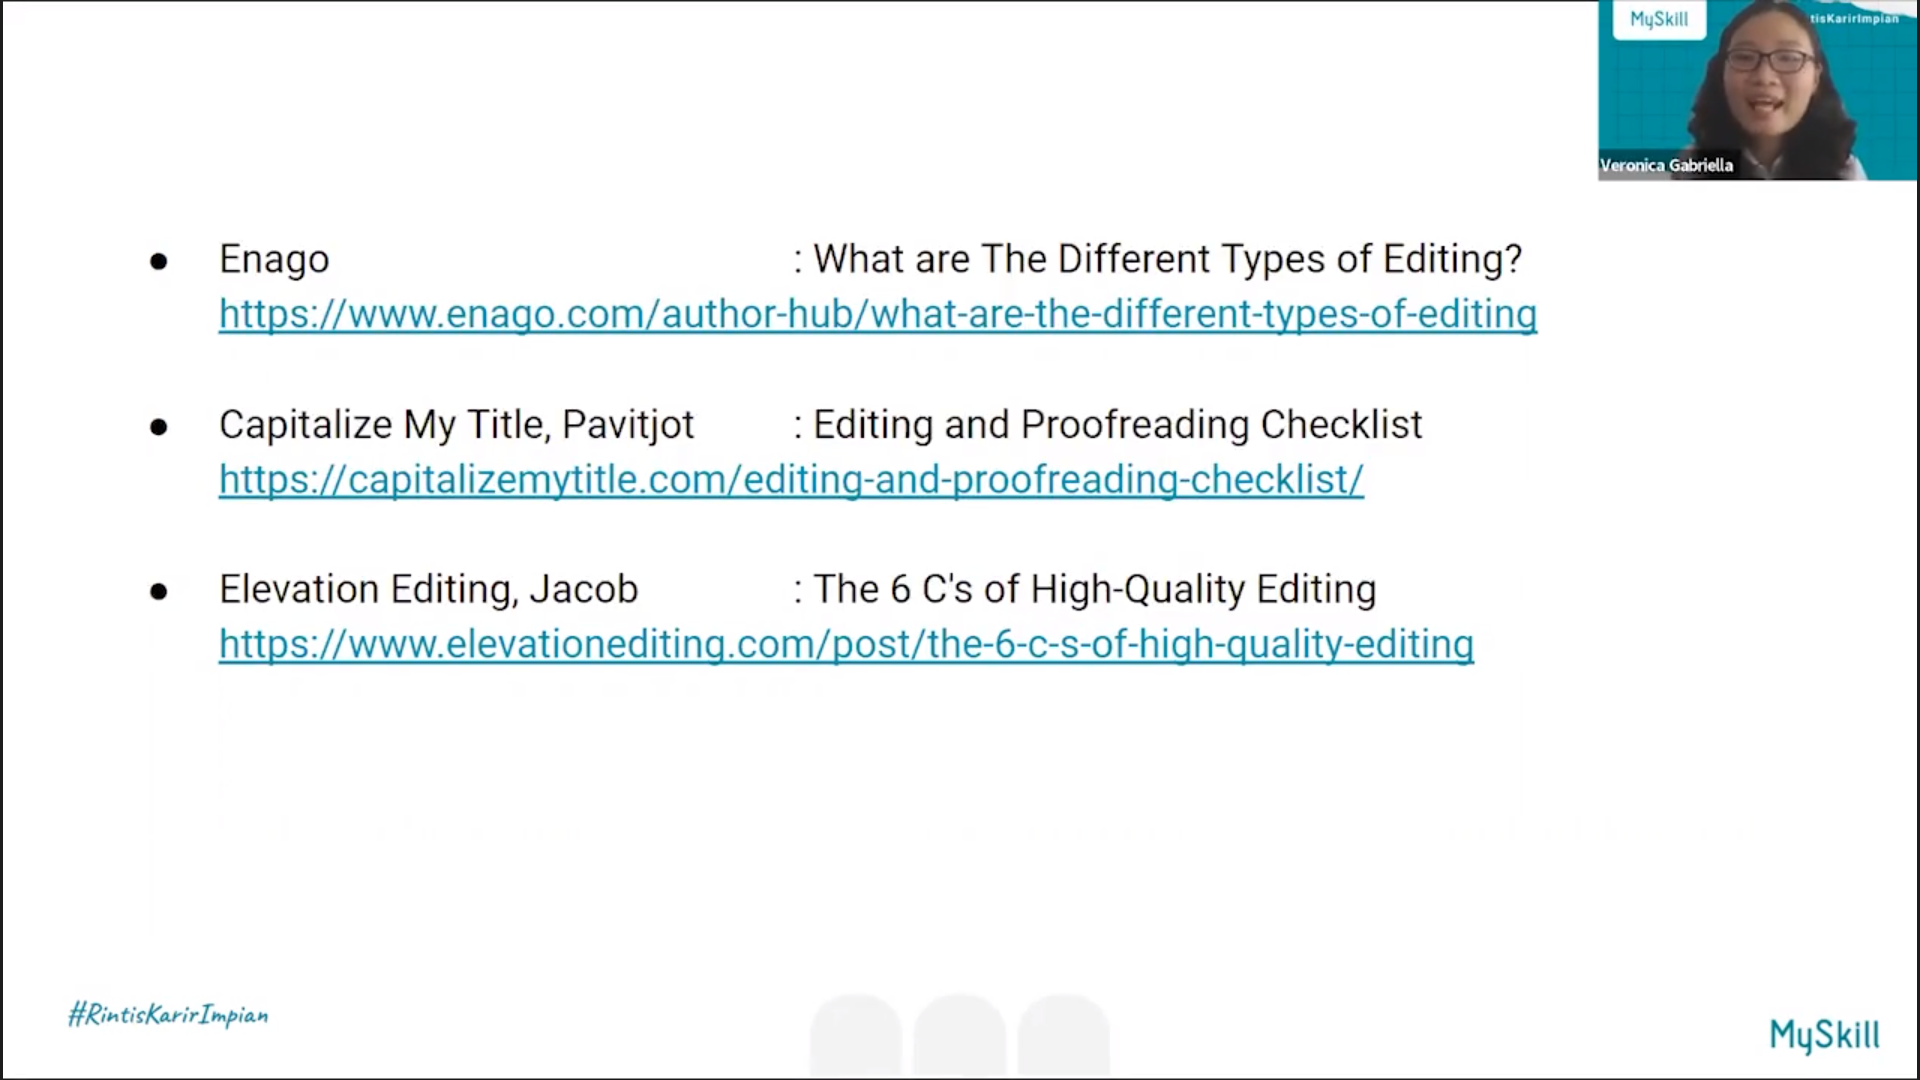 MySkill
tisKarirImpian
Veronica Gabriella
● Enago : What are The Different Types of Editing?
https://www.enago.com/author-hub/what-are-the-different-types-of-editing
● Capitalize My Title, Pavitjot : Editing and Proofreading Checklist
https://capitalizemytitle.com/editing-and-proofreading-checklist/
● Elevation Editing, Jacob : The 6 C's of High-Quality Editing
https://www.elevationediting.com/post/the-6-c-s-of-high-quality-editing
#RintisKarirImpian
MySkill